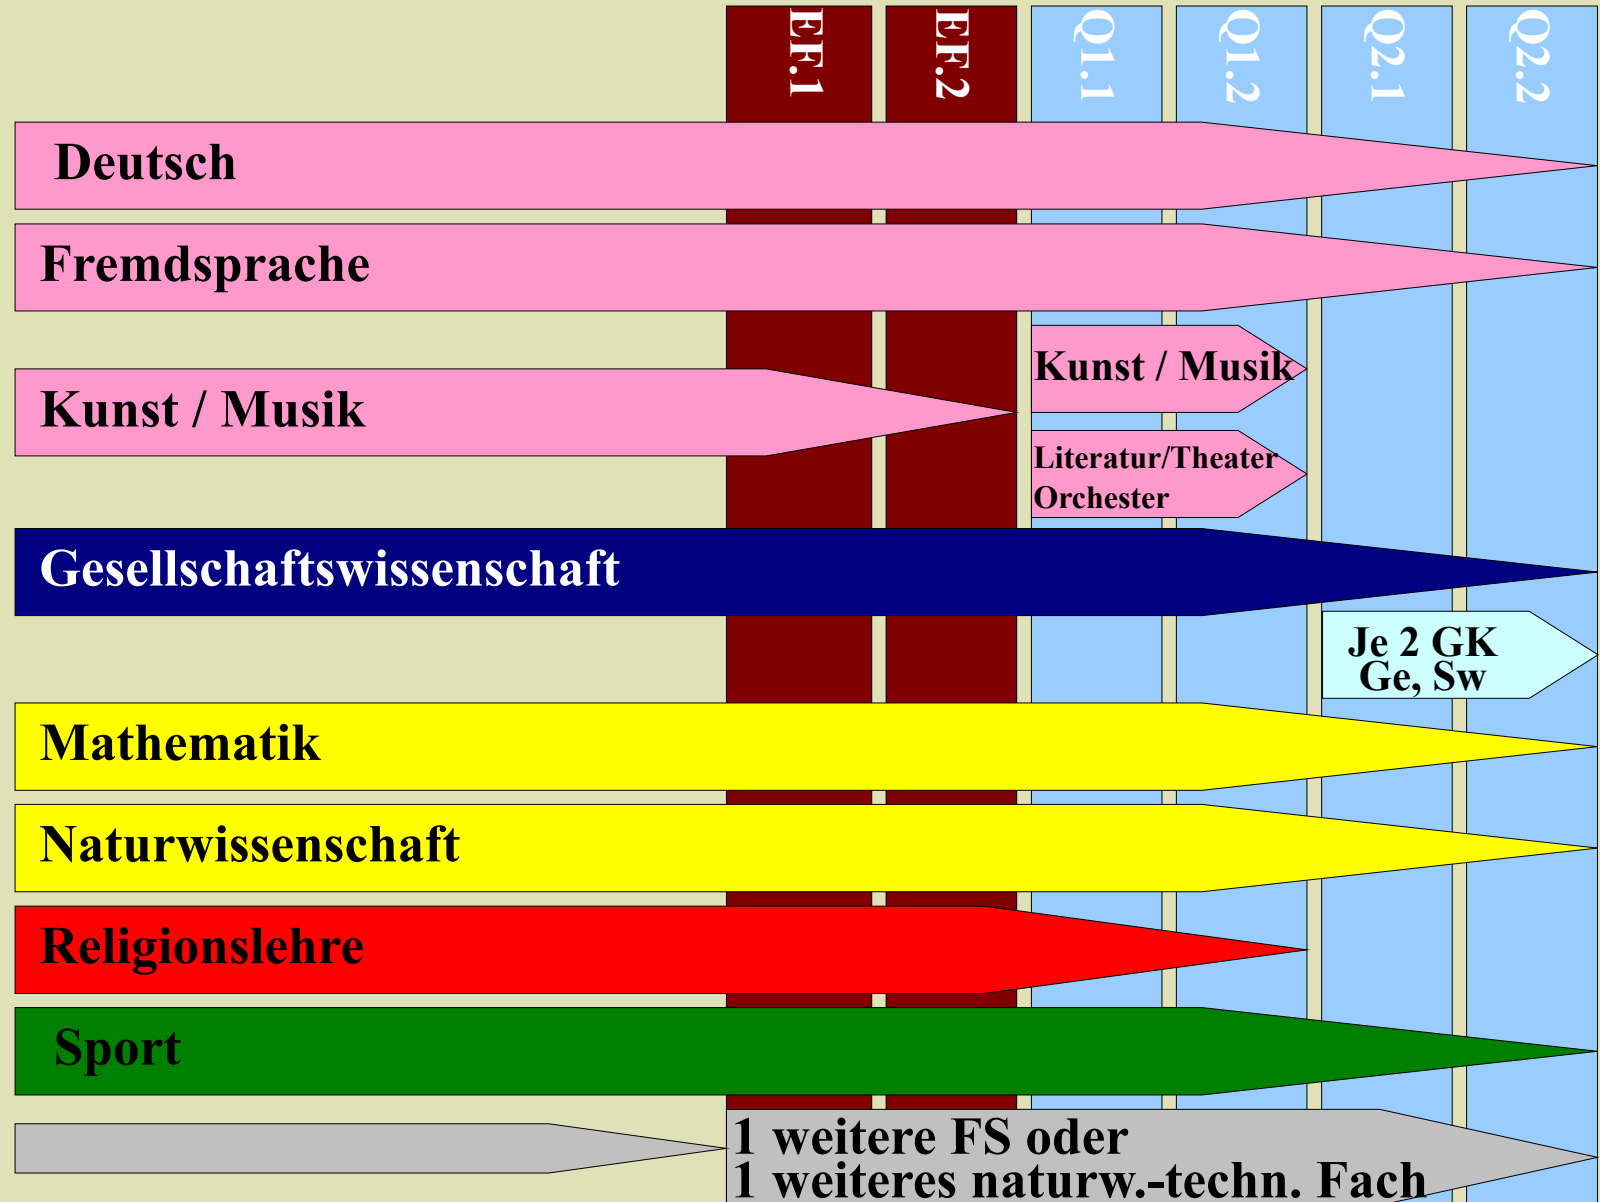 EF.1
EF.2
Q1.1
Q1.2
Q2.1
Q2.2
Deutsch
Fremdsprache
Kunst / Musik
Kunst / Musik
Literatur/Theater
Orchester
Gesellschaftswissenschaft
Je 2 GK
Ge, Sw
Mathematik
Naturwissenschaft
Religionslehre
Sport
1 weitere FS oder
1 weiteres naturw.-techn. Fach